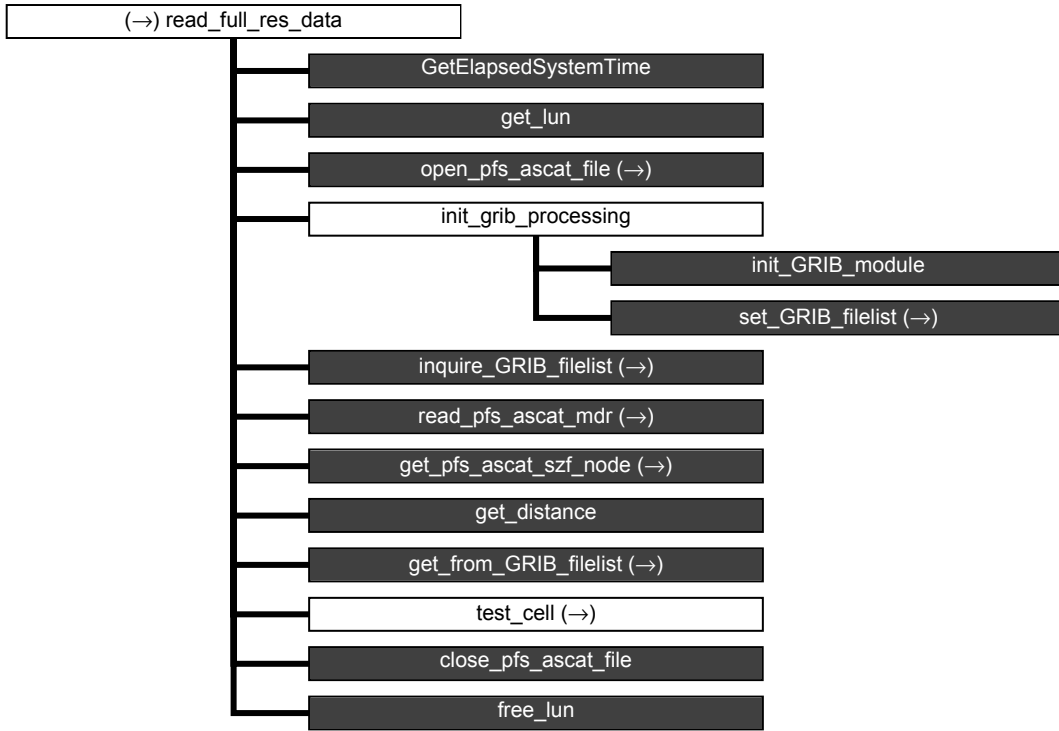 (→) read_full_res_data
GetElapsedSystemTime
get_lun
open_pfs_ascat_file (→)
init_grib_processing
init_GRIB_module
set_GRIB_filelist (→)
inquire_GRIB_filelist (→)
read_pfs_ascat_mdr (→)
get_pfs_ascat_szf_node (→)
get_distance
get_from_GRIB_filelist (→)
test_cell (→)
close_pfs_ascat_file
free_lun